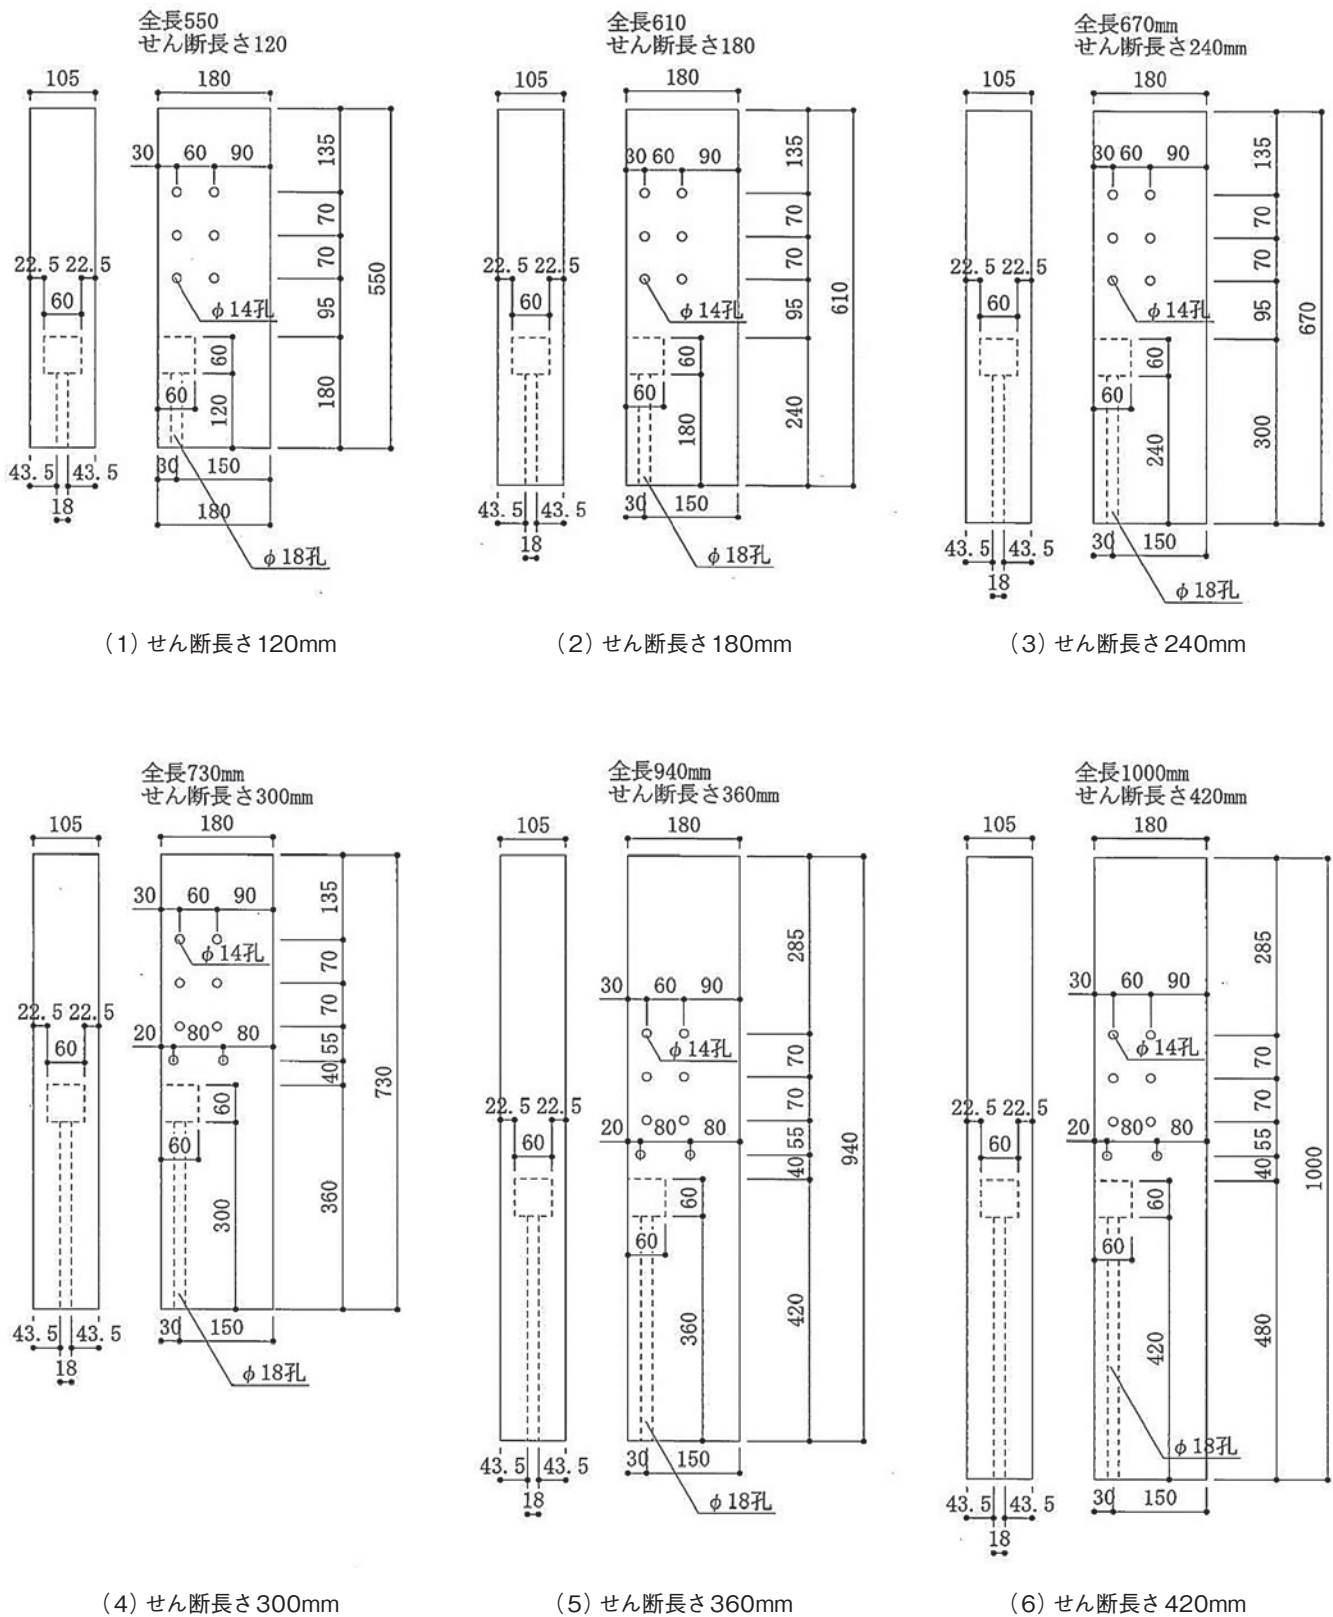 全長550
せん断長さ120
105
180
30 60 90
135
70
70
95
180
550
22.5 22.5
60
φ14孔
60
60
120
43.5 43.5
18
30 150
180
φ18孔
(1) せん断長さ120mm
全長610
せん断長さ180
105
180
30 60 90
135
70
70
95
240
610
22.5 22.5
60
φ14孔
60
60
180
43.5 43.5
18
30 150
φ18孔
(2) せん断長さ180mm
全長670mm
せん断長さ240mm
105
180
30 60 90
135
70
70
95
300
670
22.5 22.5
60
φ14孔
60
60
240
43.5 43.5
18
30 150
φ18孔
(3) せん断長さ240mm
全長730mm
せん断長さ300mm
105
180
30 60 90
135
φ14孔
70
70
55
40
360
730
22.5 22.5
20 80 80
60
60
60
300
43.5 43.5
18
30 150
φ18孔
(4) せん断長さ300mm
全長940mm
せん断長さ360mm
105
180
285
30 60 90
φ14孔
70
70
55
40
420
940
22.5 22.5
20 80 80
60
60
60
360
43.5 43.5
18
30 150
φ18孔
(5) せん断長さ360mm
全長1000mm
せん断長さ420mm
105
180
285
30 60 90
φ14孔
70
70
55
40
480
1000
22.5 22.5
20 80 80
60
60
60
420
φ18孔
43.5 43.5
18
30 150
(6) せん断長さ420mm